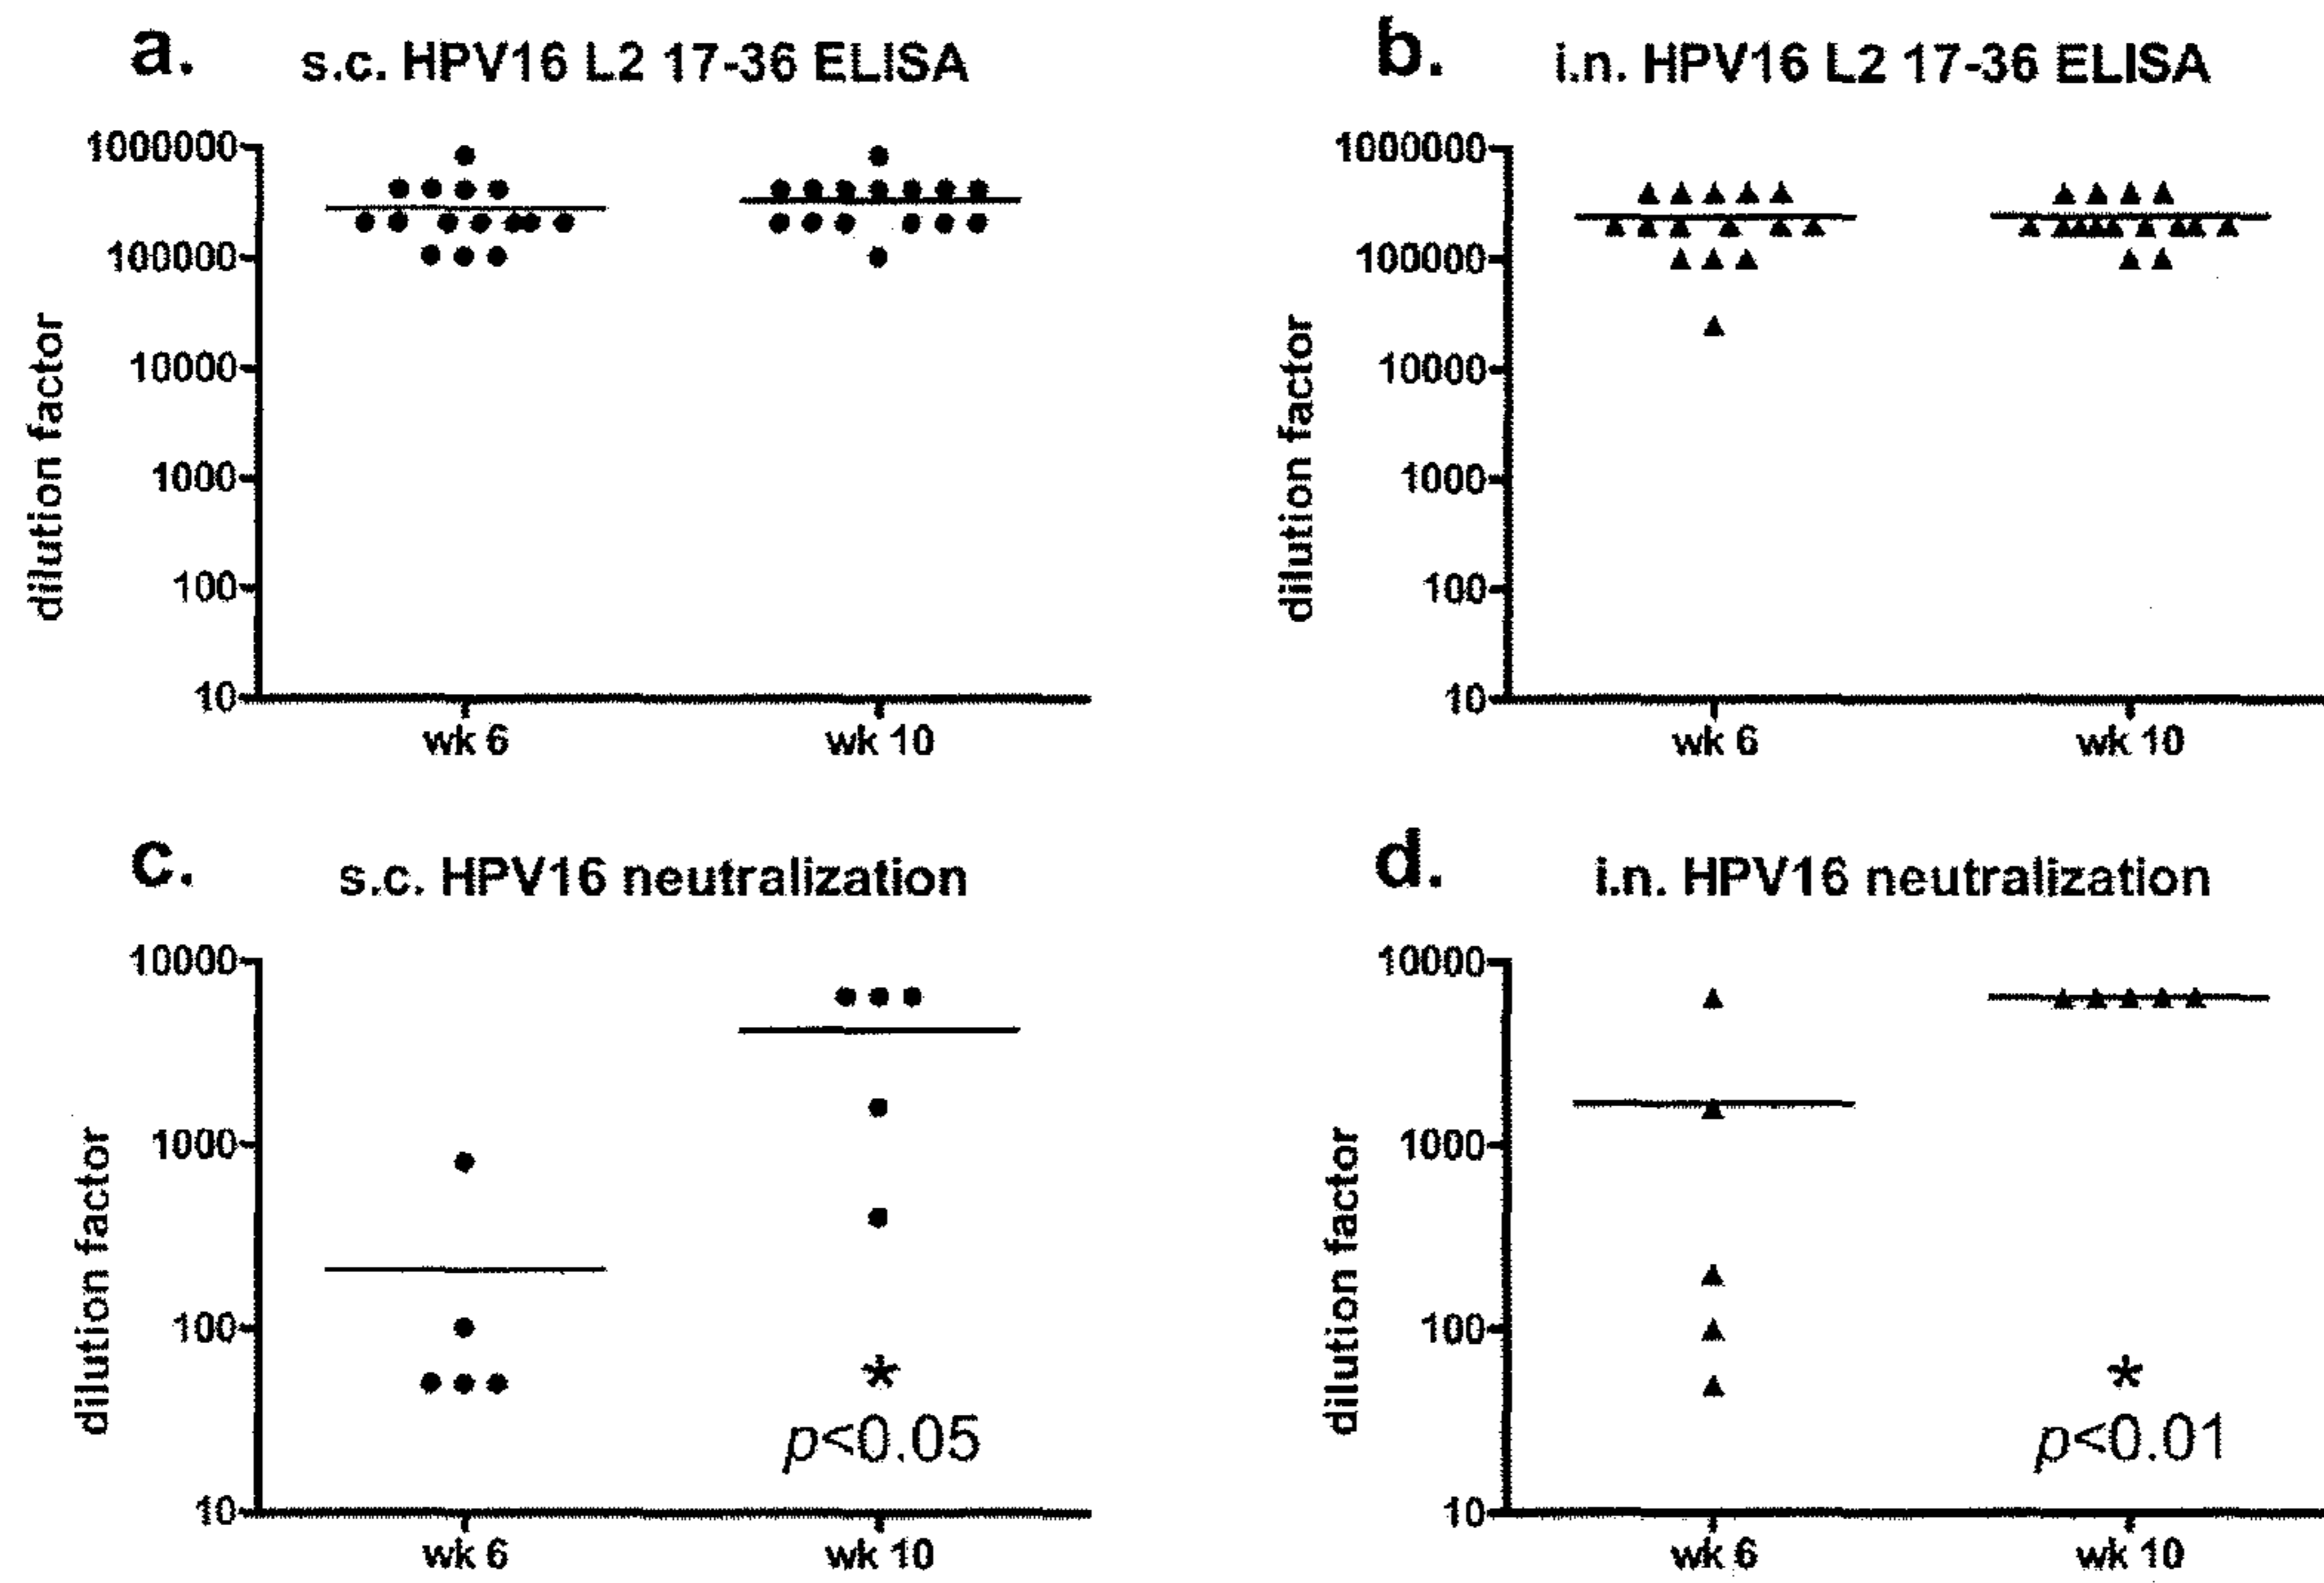 a.
s.c. HPV16 L2 17-36 ELISA
1000000
100000
10000
1000
100
10
dilution factor
wk 6
wk 10
b.
i.n. HPV16 L2 17-36 ELISA
1000000
100000
10000
1000
100
10
dilution factor
wk 6
wk 10
c.
s.c. HPV16 neutralization
10000
1000
100
10
dilution factor
*
p<0.05
wk 6
wk 10
d.
i.n. HPV16 neutralization
10000
1000
100
10
dilution factor
*
p<0.01
wk 6
wk 10